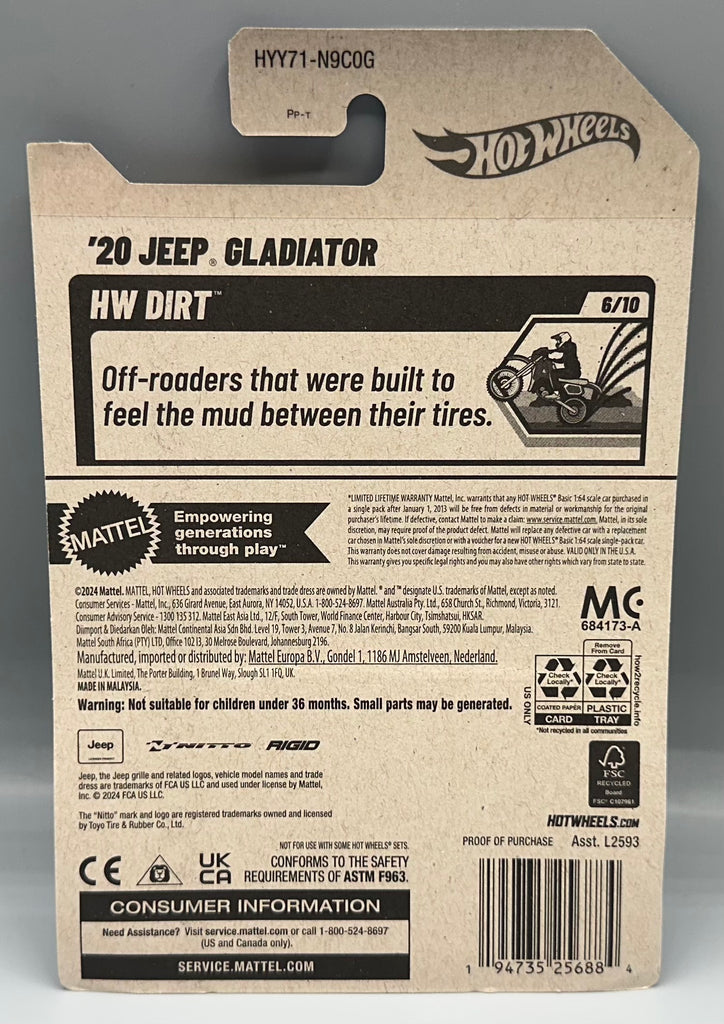 HYY71-N9C0G
PP-T
HOT WHEELS
'20 JEEP® GLADIATOR
HW DIRT™
6/10
Off-roaders that were built to
feel the mud between their tires.
MATTEL
Empowering
generations
through play™
*LIMITED LIFETIME WARRANTY Mattel, Inc. warrants that any HOT WHEELS® Basic 1:64 scale car purchased in
a single pack after January 1, 2013 will be free from defects in material or workmanship for the original
purchaser's lifetime. If defective, contact Mattel to make a claim: www.service.mattel.com. Mattel, in its sole
discretion, may require proof of the product defect. Mattel will replace any defective car with a replacement
car chosen in Mattel's sole discretion or with a voucher for a new HOT WHEELS® Basic 1:64 scale single-pack car.
This warranty does not cover damage resulting from accident, misuse or abuse. VALID ONLY IN THE U.S.A.
This warranty gives you specific legal rights and you may also have other rights which vary from state to state.
©2024 Mattel. MATTEL, HOT WHEELS and associated trademarks and trade dress are owned by Mattel. ® and ™ designate U.S. trademarks of Mattel, except as noted.
Consumer Services - Mattel, Inc., 636 Girard Avenue, East Aurora, NY 14052, U.S.A. 1-800-524-8697. Mattel Australia Pty. Ltd., 658 Church St., Richmond, Victoria, 3121.
Consumer Advisory Service - 1300 135 312. Mattel East Asia Ltd., 12/F, South Tower, World Finance Center, Harbour City, Tsimshatsui, HKSAR.
Diimport & Diedarkan Oleh: Mattel Continental Asia Sdn Bhd. Level 19, Tower 3, Avenue 7, No. 8 Jalan Kerinchi, Bangsar South, 59200 Kuala Lumpur, Malaysia.
Mattel South Africa (PTY) LTD, Office 102 I3, 30 Melrose Boulevard, Johannesburg 2196.
Manufactured, imported or distributed by: Mattel Europa B.V., Gondel 1, 1186 MJ Amstelveen, Nederland.
Mattel U.K. Limited, The Porter Building, 1 Brunel Way, Slough SL1 1FQ, UK.
MADE IN MALAYSIA.
Warning: Not suitable for children under 36 months. Small parts may be generated.
MC
684173-A
US ONLY
Check
Locally*
COATED PAPER
CARD
Remove
From Card
Check
Locally*
PLASTIC
TRAY
how2recycle.info
*Not recycled in all communities
Jeep
LICENSED PRODUCT
NITTO
RIGID
Jeep, the Jeep grille and related logos, vehicle model names and trade
dress are trademarks of FCA US LLC and used under license by Mattel,
Inc. © 2024 FCA US LLC.
The "Nitto" mark and logo are registered trademarks owned and licensed
by Toyo Tire & Rubber Co., Ltd.
FSC
RECYCLED
Board
FSC® C107961
HOTWHEELS.COM
PROOF OF PURCHASE
Asst. L2593
CE
UK
CA
NOT FOR USE WITH SOME HOT WHEELS® SETS.
CONFORMS TO THE SAFETY
REQUIREMENTS OF ASTM F963.
CONSUMER INFORMATION
Need Assistance? Visit service.mattel.com or call 1-800-524-8697
(US and Canada only).
SERVICE.MATTEL.COM
1 94735 25688 4